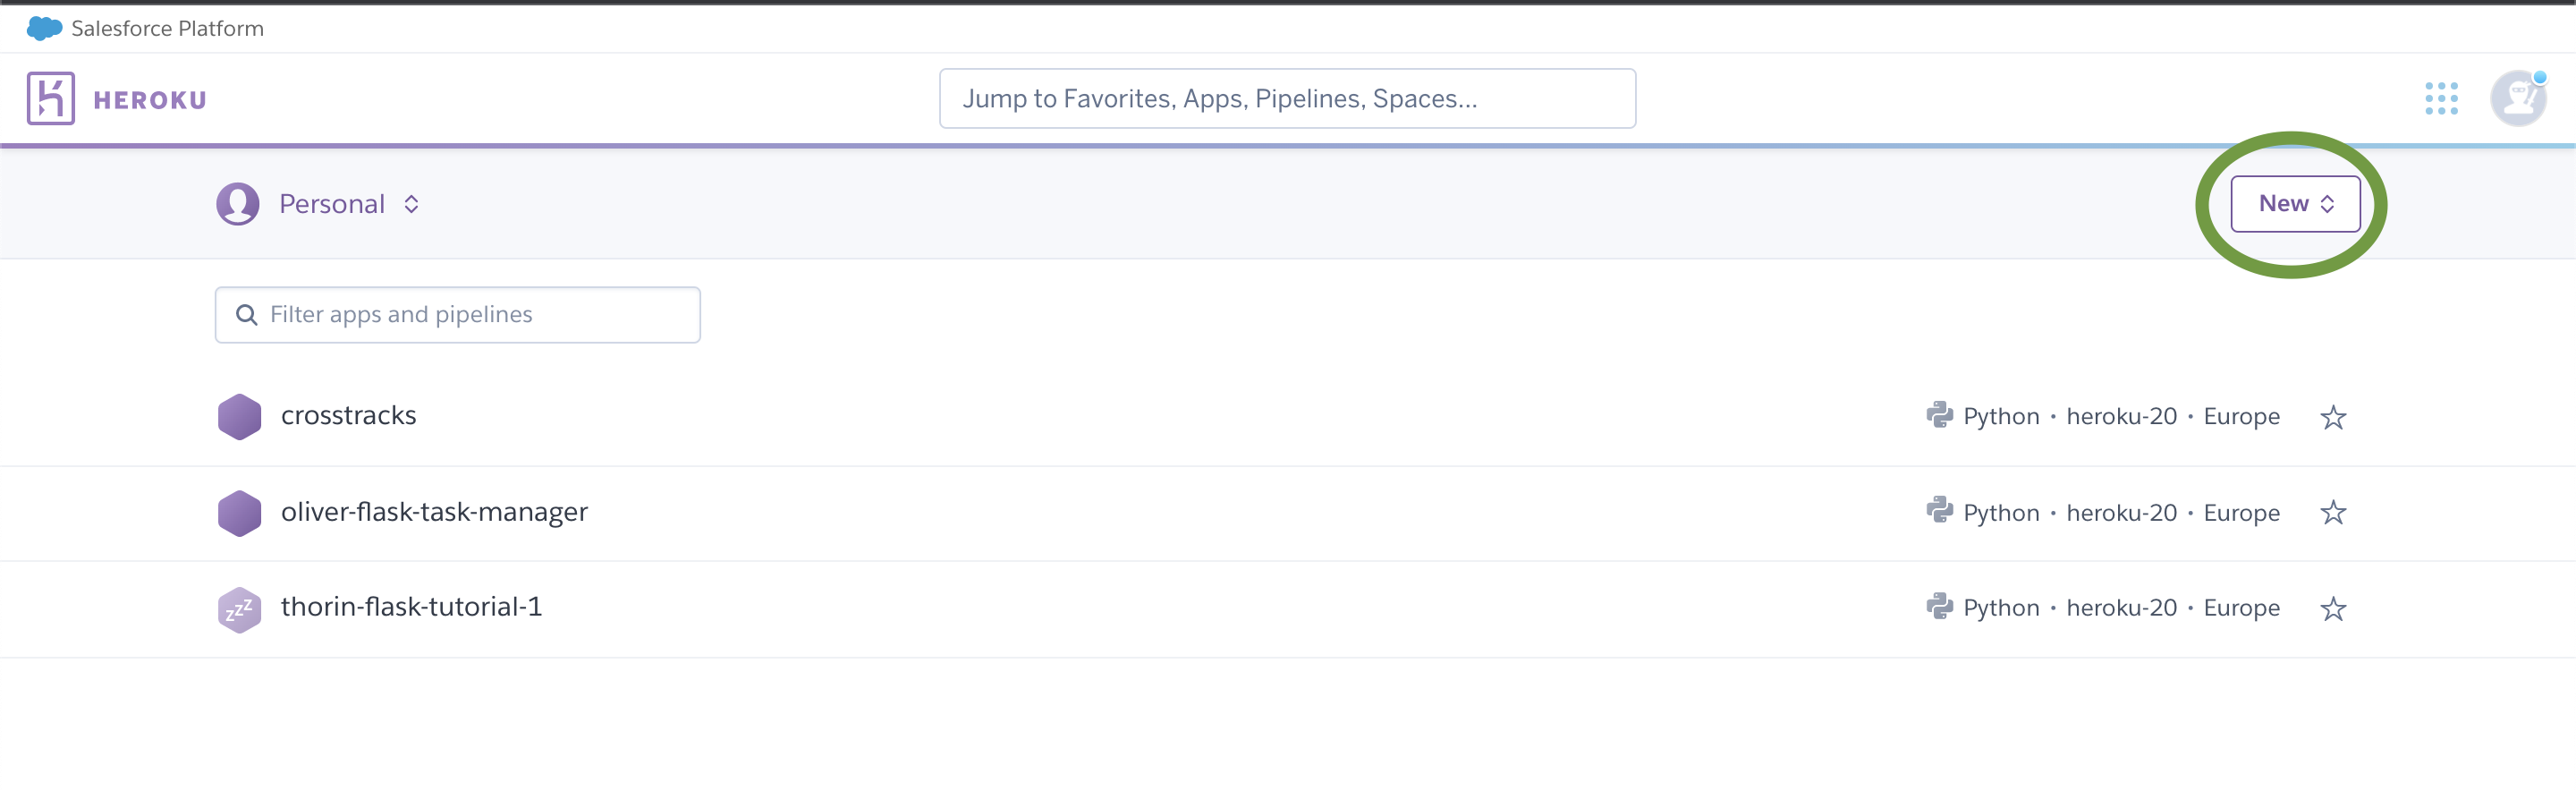 Salesforce Platform
HEROKU
Jump to Favorites, Apps, Pipelines, Spaces...
Personal
New
Filter apps and pipelines
crosstracks
Python • heroku-20 • Europe
oliver-flask-task-manager
Python • heroku-20 • Europe
zzz
thorin-flask-tutorial-1
Python • heroku-20 • Europe